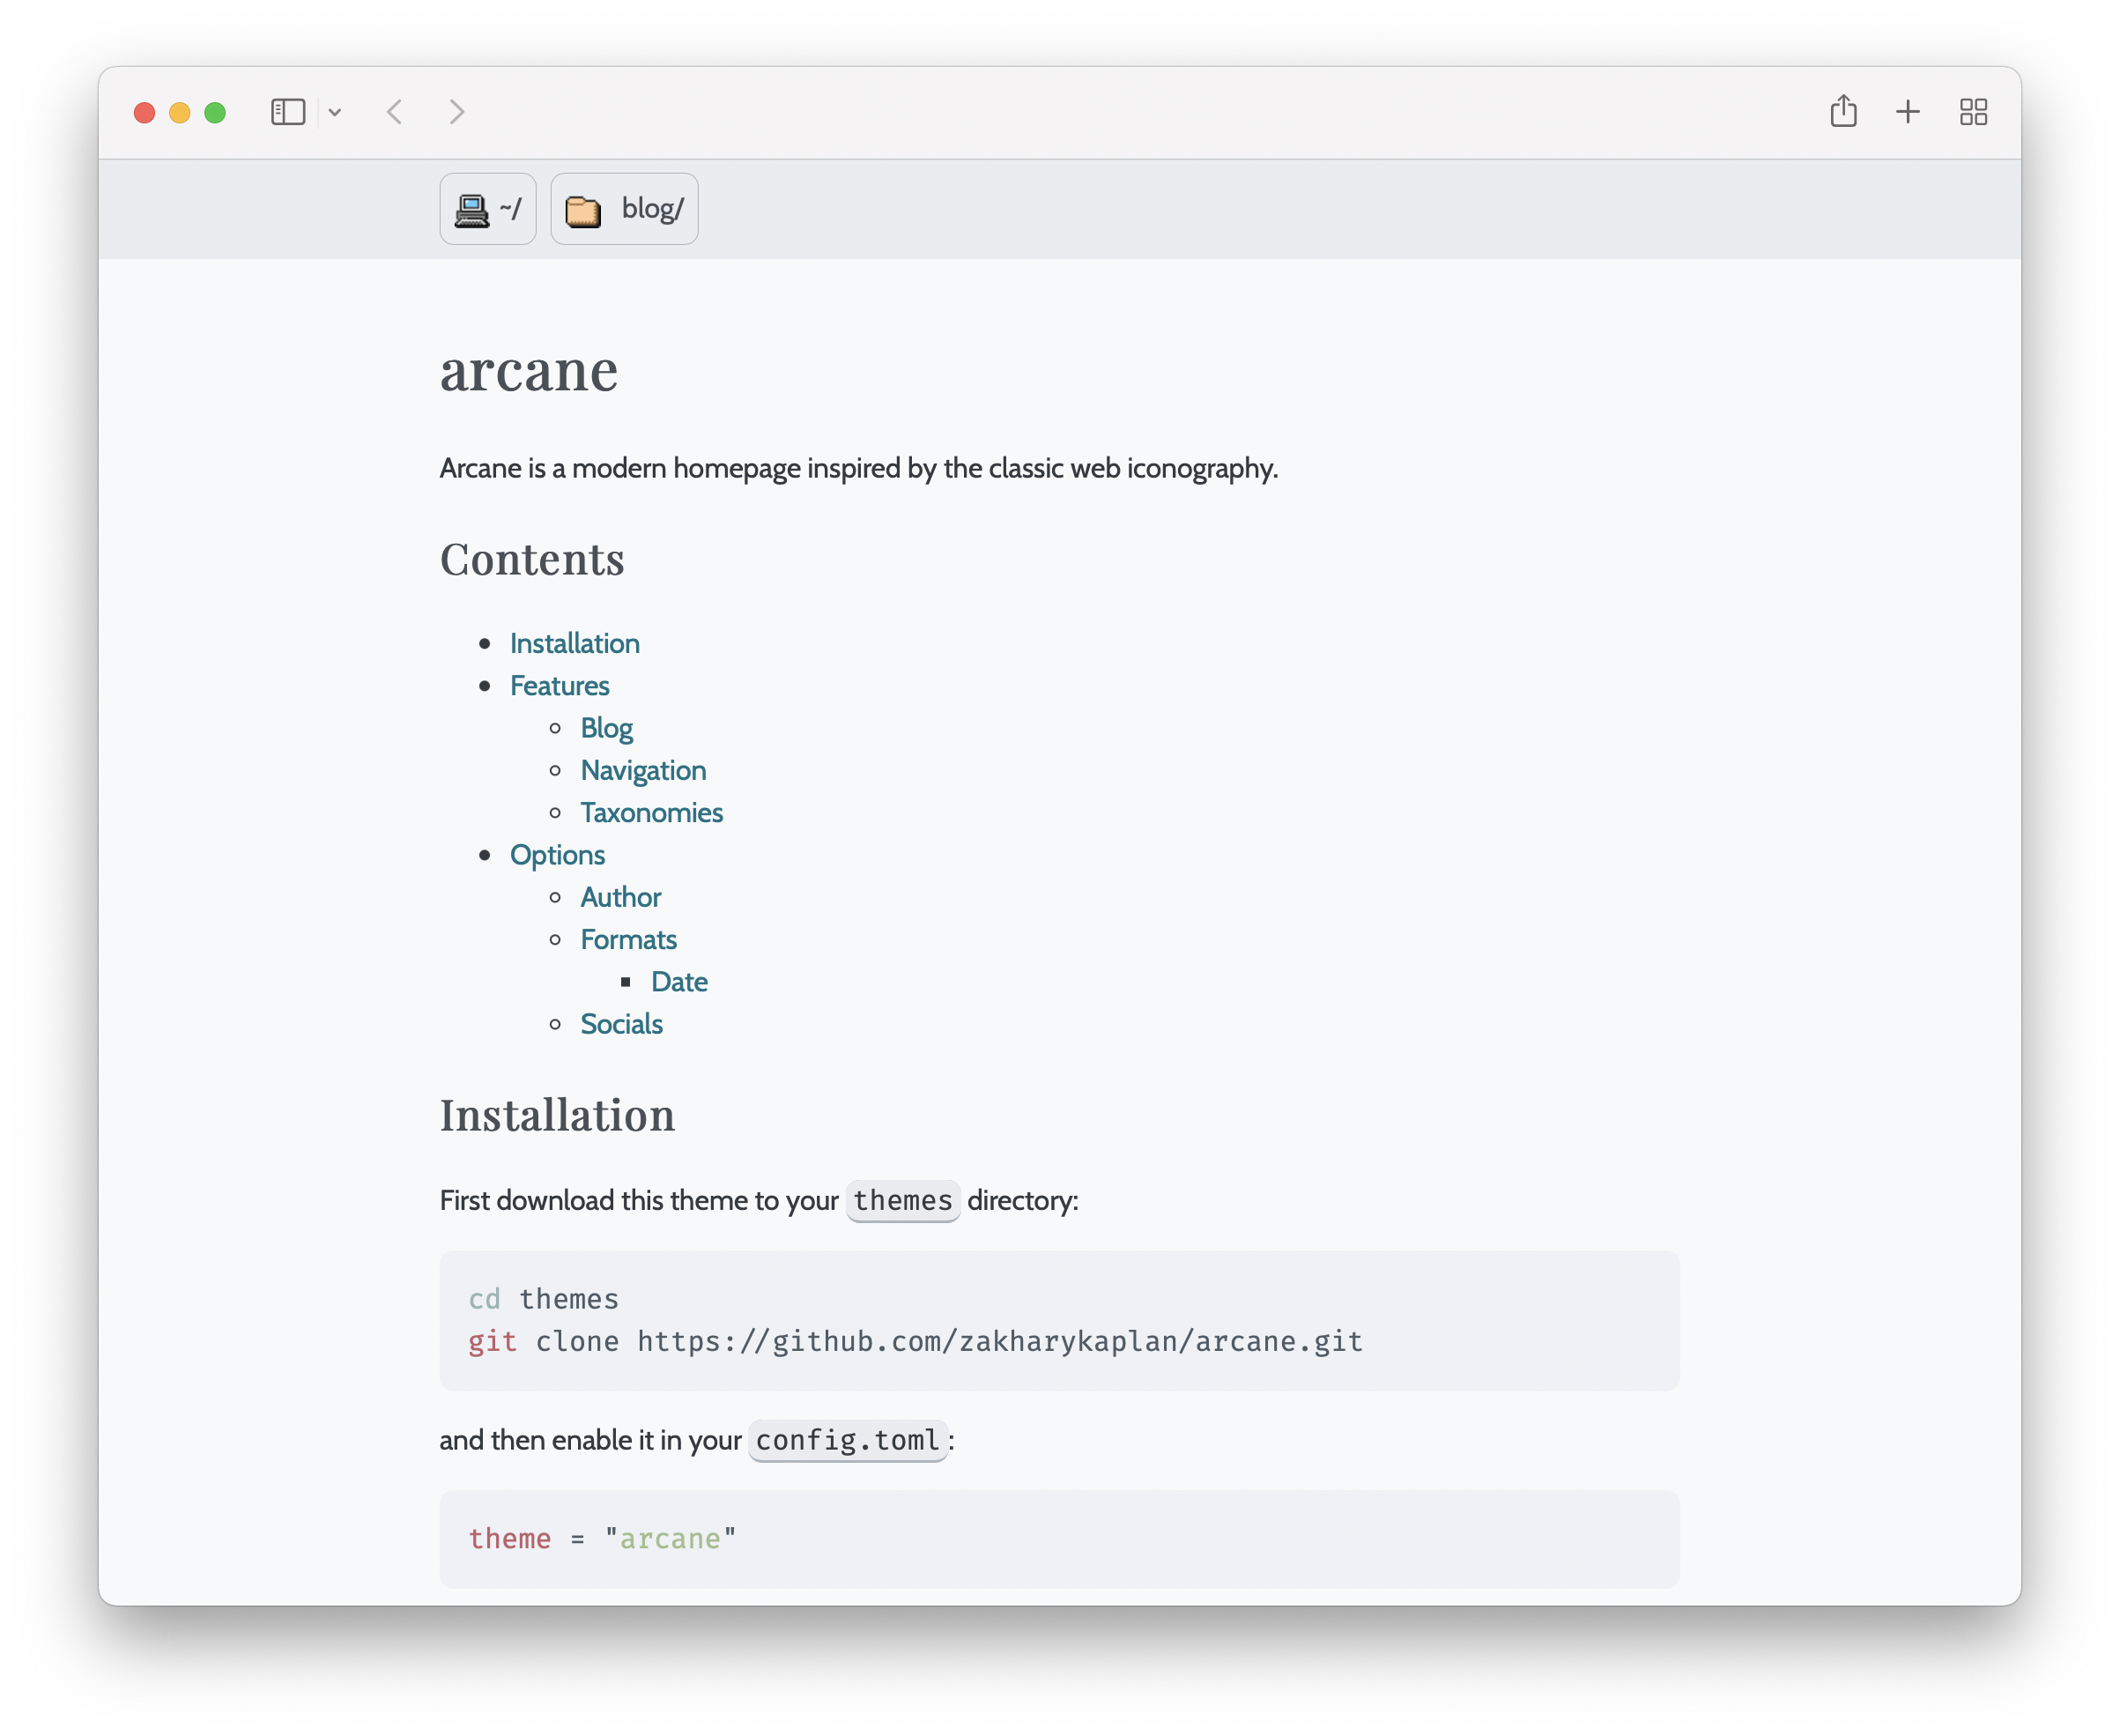 ~/ blog/
arcane
Arcane is a modern homepage inspired by the classic web iconography.
Contents
Installation
Features
Blog
Navigation
Taxonomies
Options
Author
Formats
Date
Socials
Installation
First download this theme to your themes directory:
cd themes
git clone https://github.com/zakharykaplan/arcane.git
and then enable it in your config.toml:
theme = "arcane"